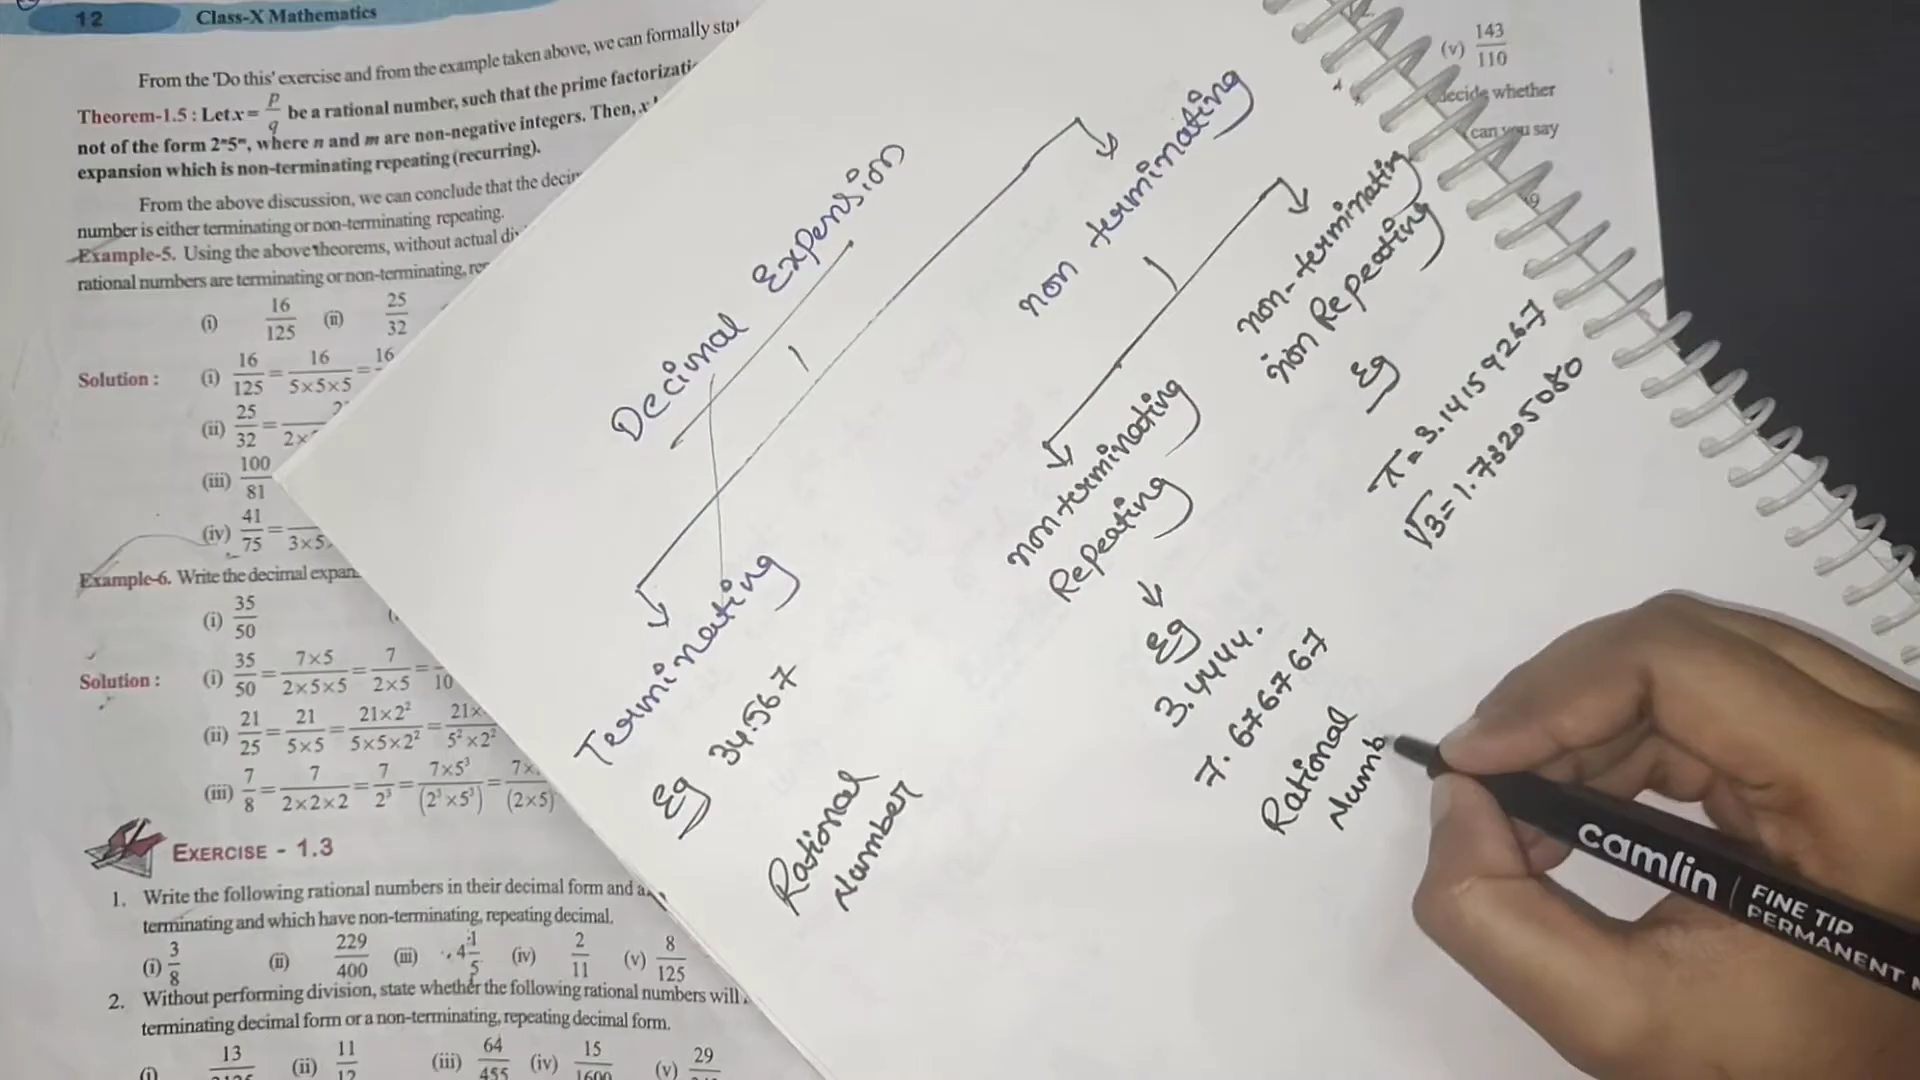 12 Class-X Mathematics
From the 'Do this' exercise and from the example taken above, we can formally
Theorem-1.5 : Let x = p/q be a rational number, such that the prime
not of the form 2ⁿ5ᵐ, where n and m are non-negative integers. Then, x
expansion which is non-terminating repeating (recurring).
From the above discussion, we can conclude that the
number is either terminating or non-terminating repeating.
Example-5. Using the above theorems, without actual
rational numbers are terminating or non-terminating,
(i) 16/125 (ii) 25/32
Solution : (i) 16/125 = 16/5×5×5 = 16
(ii) 25/32 =
(iii) 100/81
(iv) 41/75 =
Example-6. Write the decimal
(i) 35/50
Solution : (i) 35/50 = 7×5/2×5×5 = 7/2×5 = /10
(ii) 21/25 = 21/5×5 = 21×2²/5×5×2² = 21×/5²×2²
(iii) 7/8 = 7/2×2×2 = 7/2³ = 7×5³/(2³×5³) = 7×/(2×5)
EXERCISE - 1.3
1. Write the following rational numbers in their decimal form and
terminating and which have non-terminating, repeating decimal.
(i) 3/8 (ii) 229/400 (iii) 4 1/5 (iv) 2/11 (v) 8/125
2. Without performing division, state whether the following rational numbers will
terminating decimal form or a non-terminating, repeating decimal form.
(i) 13 (ii) 11/12 (iii) 64/455 (iv) 15/1600 (v) 29
Decimal Expension
Terminating
Eg 34.567
Rational
Number
non terminating
non-terminating
Repeating
Eg
3.4444.
7.676767
Rational
Numb
non-terminating
non Repeating
Eg
π = 3.14159267
√3 = 1.73205080
(v) 143/110
decide whether
can you say
camlin FINE TIP
PERMANENT